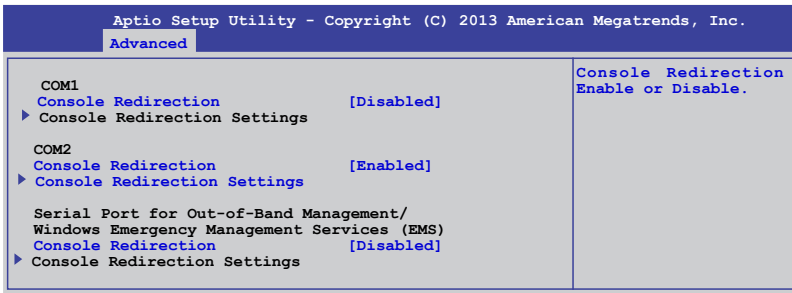 Aptio Setup Utility - Copyright (C) 2013 American Megatrends, Inc.
Advanced
COM1
Console Redirection [Disabled]
Console Redirection Settings
COM2
Console Redirection [Enabled]
Console Redirection Settings
Serial Port for Out-of-Band Management/
Windows Emergency Management Services (EMS)
Console Redirection [Disabled]
Console Redirection Settings
Console Redirection
Enable or Disable.